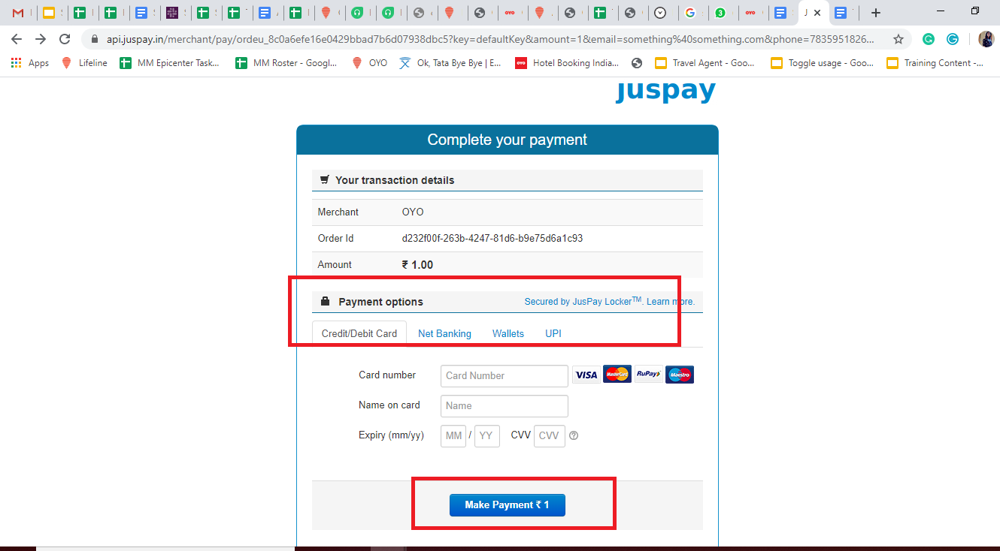 J
api.juspay.in/merchant/pay/ordeu_8c0a6efe16e0429bbad7b6d07938dbc5?key=defaultKey&amount=1&email=something%40something.com&phone=7835951826...
Apps Lifeline MM Epicenter Task... MM Roster - Googl... OYO Ok, Tata Bye Bye | E... OYO Hotel Booking India... Travel Agent - Goo... Toggle usage - Goo... Training Content -...
juspay
Complete your payment
Your transaction details
Merchant OYO
Order Id d232f00f-263b-4247-81d6-b9e75d6a1c93
Amount ₹ 1.00
Payment options Secured by JusPay Locker™. Learn more.
Credit/Debit Card Net Banking Wallets UPI
Card number Card Number VISA MasterCard RuPay Maestro
Name on card Name
Expiry (mm/yy) MM / YY CVV CVV ?
Make Payment ₹ 1